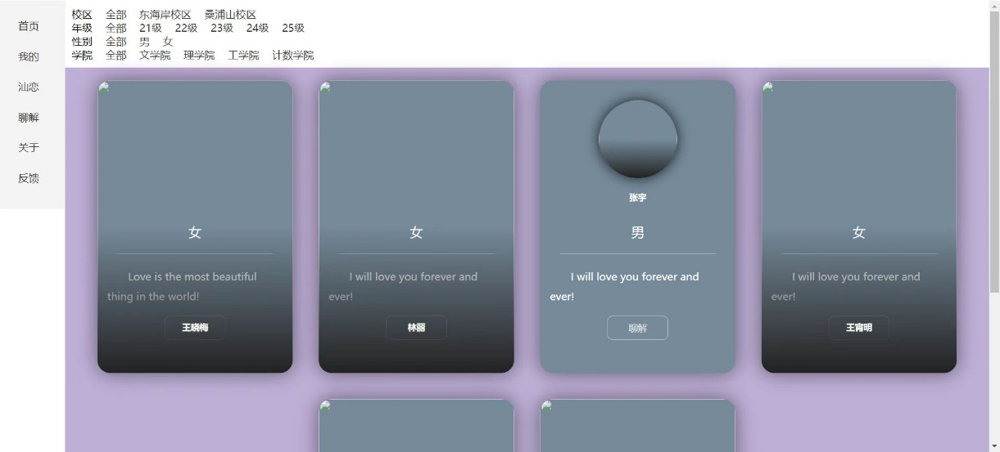 首页
我的
汕恋
聊解
关于
反馈
校区 全部 东海岸校区 桑浦山校区
年级 全部 21级 22级 23级 24级 25级
性别 全部 男 女
学院 全部 文学院 理学院 工学院 计数学院
女
Love is the most beautiful
thing in the world!
王晓梅
女
I will love you forever and
ever!
林丽
张宇
男
I will love you forever and
ever!
聊解
女
I will love you forever and
ever!
王甯明